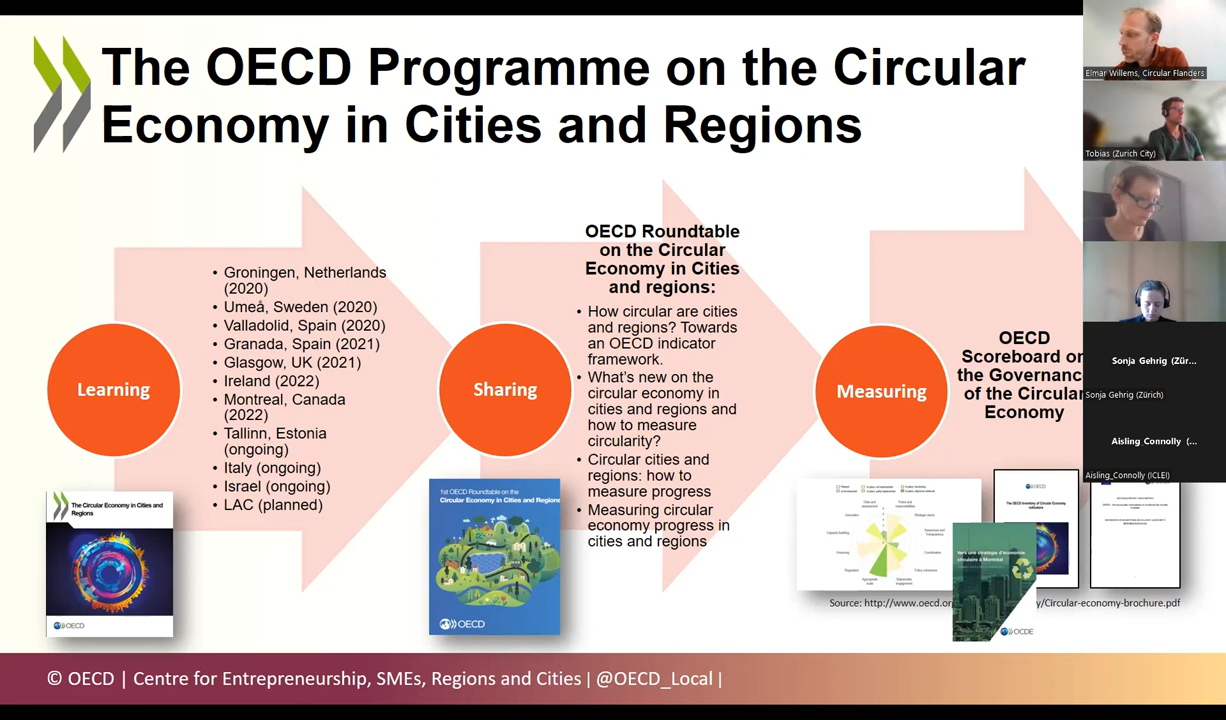 The OECD Programme on the Circular
Economy in Cities and Regions
Learning
• Groningen, Netherlands
(2020)
• Umeå, Sweden (2020)
• Valladolid, Spain (2020)
• Granada, Spain (2021)
• Glasgow, UK (2021)
• Ireland (2022)
• Montreal, Canada
(2022)
• Tallinn, Estonia
(ongoing)
• Italy (ongoing)
• Israel (ongoing)
• LAC (planned)
The Circular Economy in Cities and
Regions
OECD
Sharing
OECD Roundtable
on the Circular
Economy in Cities
and regions:
• How circular are cities
and regions? Towards
an OECD indicator
framework.
• What's new on the
circular economy in
cities and regions and
how to measure
circularity?
• Circular cities and
regions: how to
measure progress
• Measuring circular
economy progress in
cities and regions
1st OECD Roundtable on the
Circular Economy in Cities and Regions
OECD
Measuring
OECD
Scoreboard on
the Governanc
of the Circular
Economy
The OECD Inventory of Circular Economy
indicators
Vers une stratégie d'économie
circulaire à Montréal
OCDE
Source: http://www.oecd.or
y/Circular-economy-brochure.pdf
© OECD | Centre for Entrepreneurship, SMEs, Regions and Cities | @OECD_Local |
Elmar Willems, Circular Flanders
Tobias (Zurich City)
Sonja Gehrig (Zür...
Sonja Gehrig (Zürich)
Aisling Connolly (...
Aisling_Connolly (ICLEI)